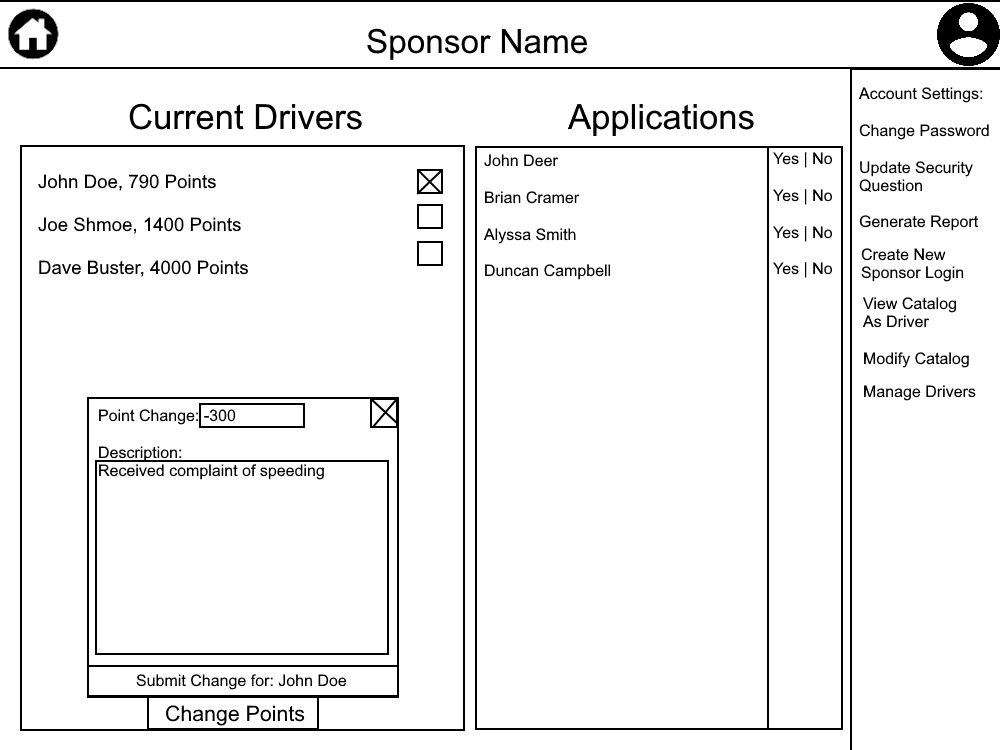 Sponsor Name
Current Drivers
John Doe, 790 Points
Joe Shmoe, 1400 Points
Dave Buster, 4000 Points
Point Change: -300
Description:
Received complaint of speeding
Submit Change for: John Doe
Change Points
Applications
John Deer Yes | No
Brian Cramer Yes | No
Alyssa Smith Yes | No
Duncan Campbell Yes | No
Account Settings:
Change Password
Update Security
Question
Generate Report
Create New
Sponsor Login
View Catalog
As Driver
Modify Catalog
Manage Drivers